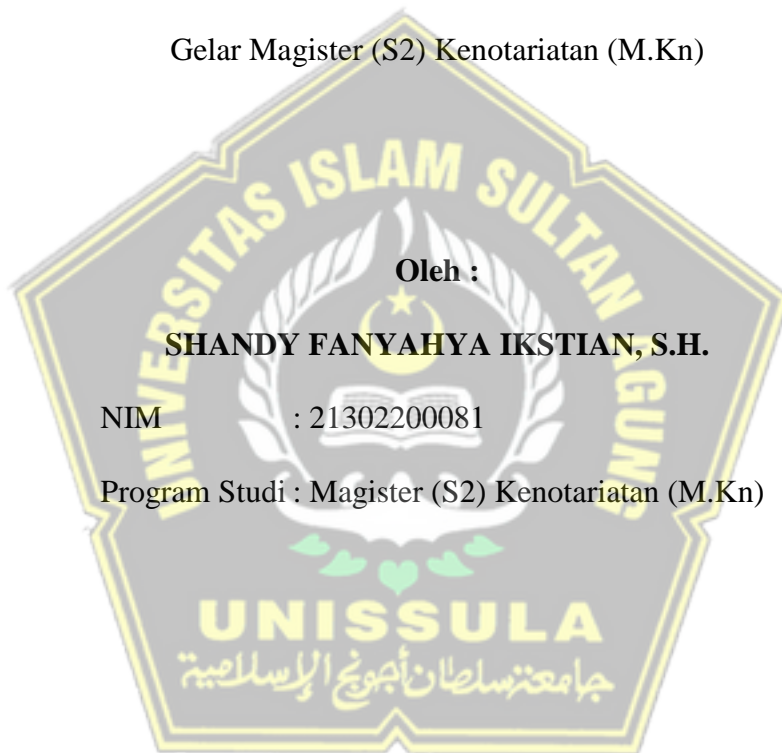 Gelar Magister (S2) Kenotariatan (M.Kn)
UNIVERSITAS ISLAM SULTAN AGUNG
Oleh :
SHANDY FANYAHYA IKSTIAN, S.H.
NIM : 21302200081
Program Studi : Magister (S2) Kenotariatan (M.Kn)
UNISSULA
جامعة سلطان أجونج الإسلامية